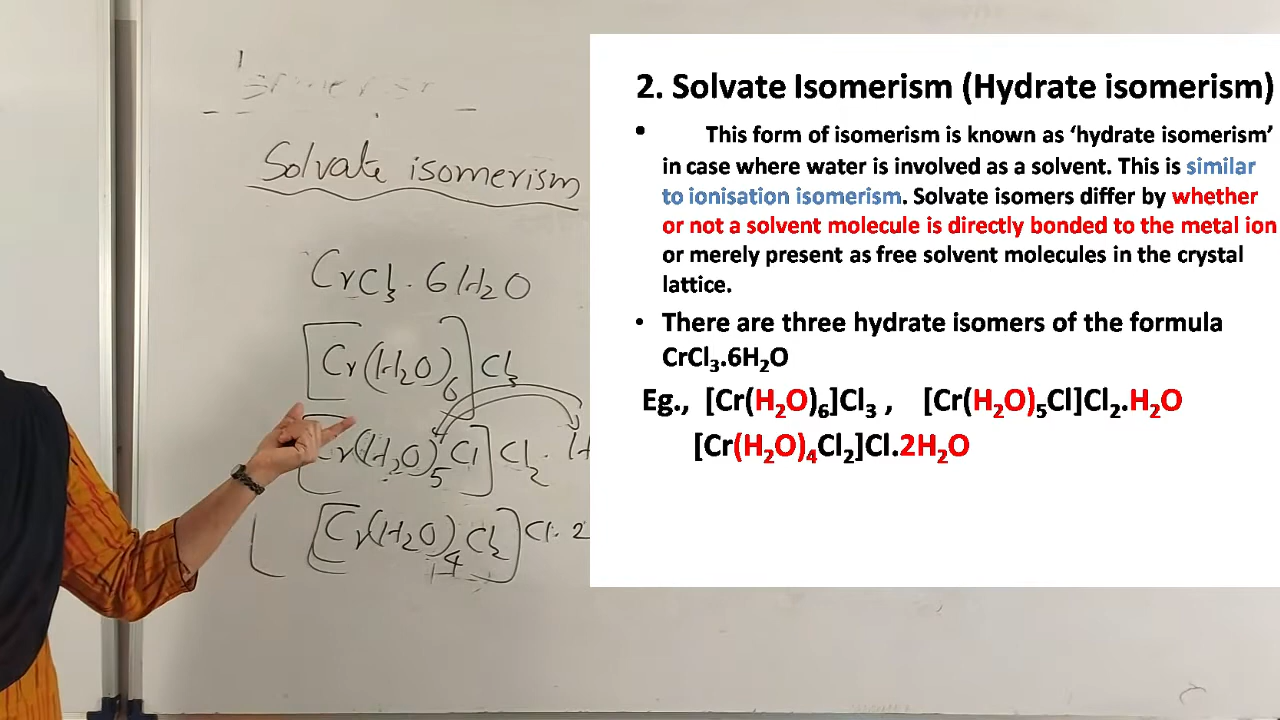 Isomerism
Solvate isomerism
CrCl3.6H2O
[Cr(H2O)6]Cl3
[Cr(H2O)5Cl]Cl2. H
[Cr(H2O)4Cl2]Cl.2
2. Solvate Isomerism (Hydrate isomerism)
• This form of isomerism is known as ‘hydrate isomerism’
in case where water is involved as a solvent. This is similar
to ionisation isomerism. Solvate isomers differ by whether
or not a solvent molecule is directly bonded to the metal ion
or merely present as free solvent molecules in the crystal
lattice.
• There are three hydrate isomers of the formula
CrCl₃.6H₂O
Eg., [Cr(H₂O)₆]Cl₃ , [Cr(H₂O)₅Cl]Cl₂.H₂O
[Cr(H₂O)₄Cl₂]Cl.2H₂O